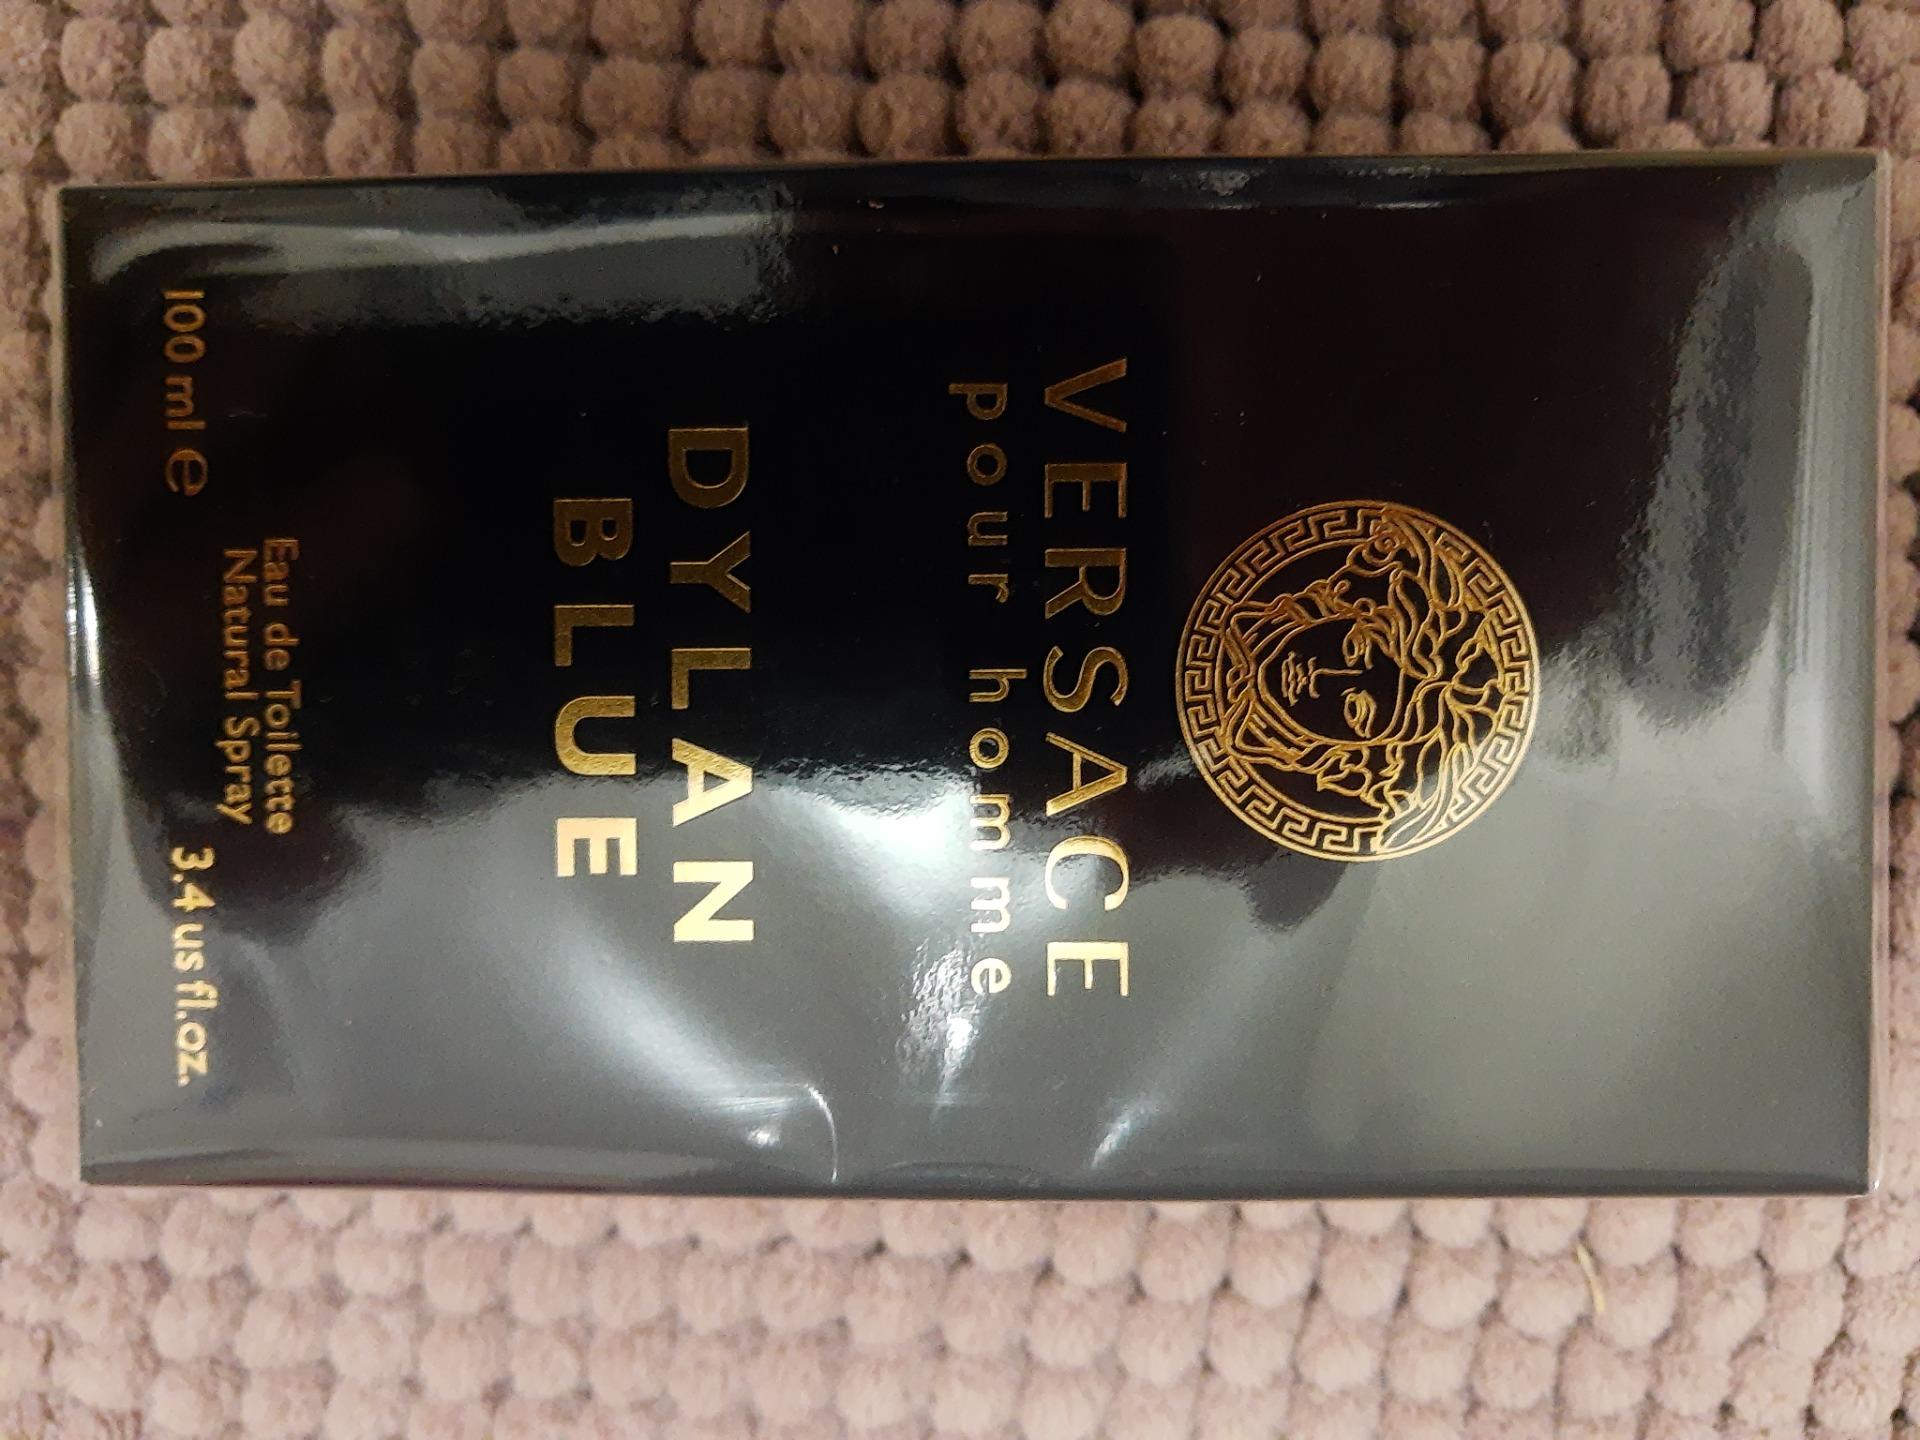 VERSACE
pour homme
DYLAN
BLUE
Eau de Toilette
Natural Spray
100 ml e
3.4 us fl.oz.